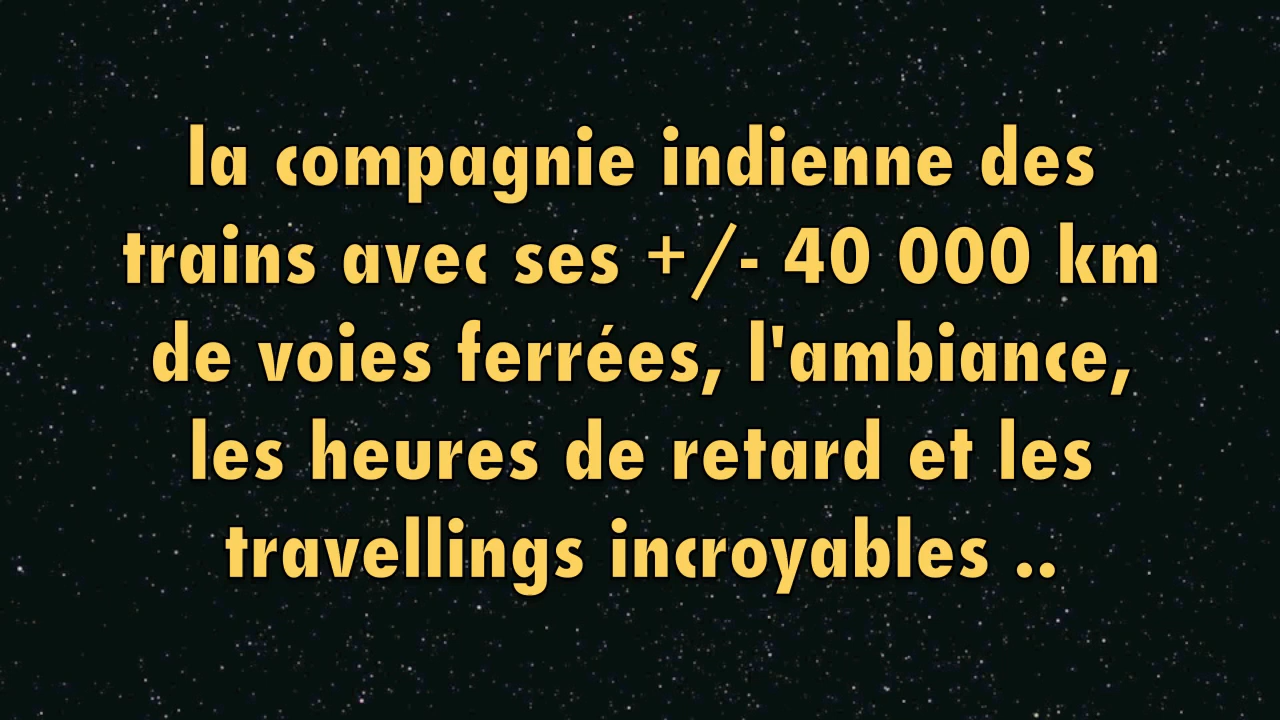 la compagnie indienne des
trains avec ses +/- 40 000 km
de voies ferrées, l'ambiance,
les heures de retard et les
travellings incroyables ..